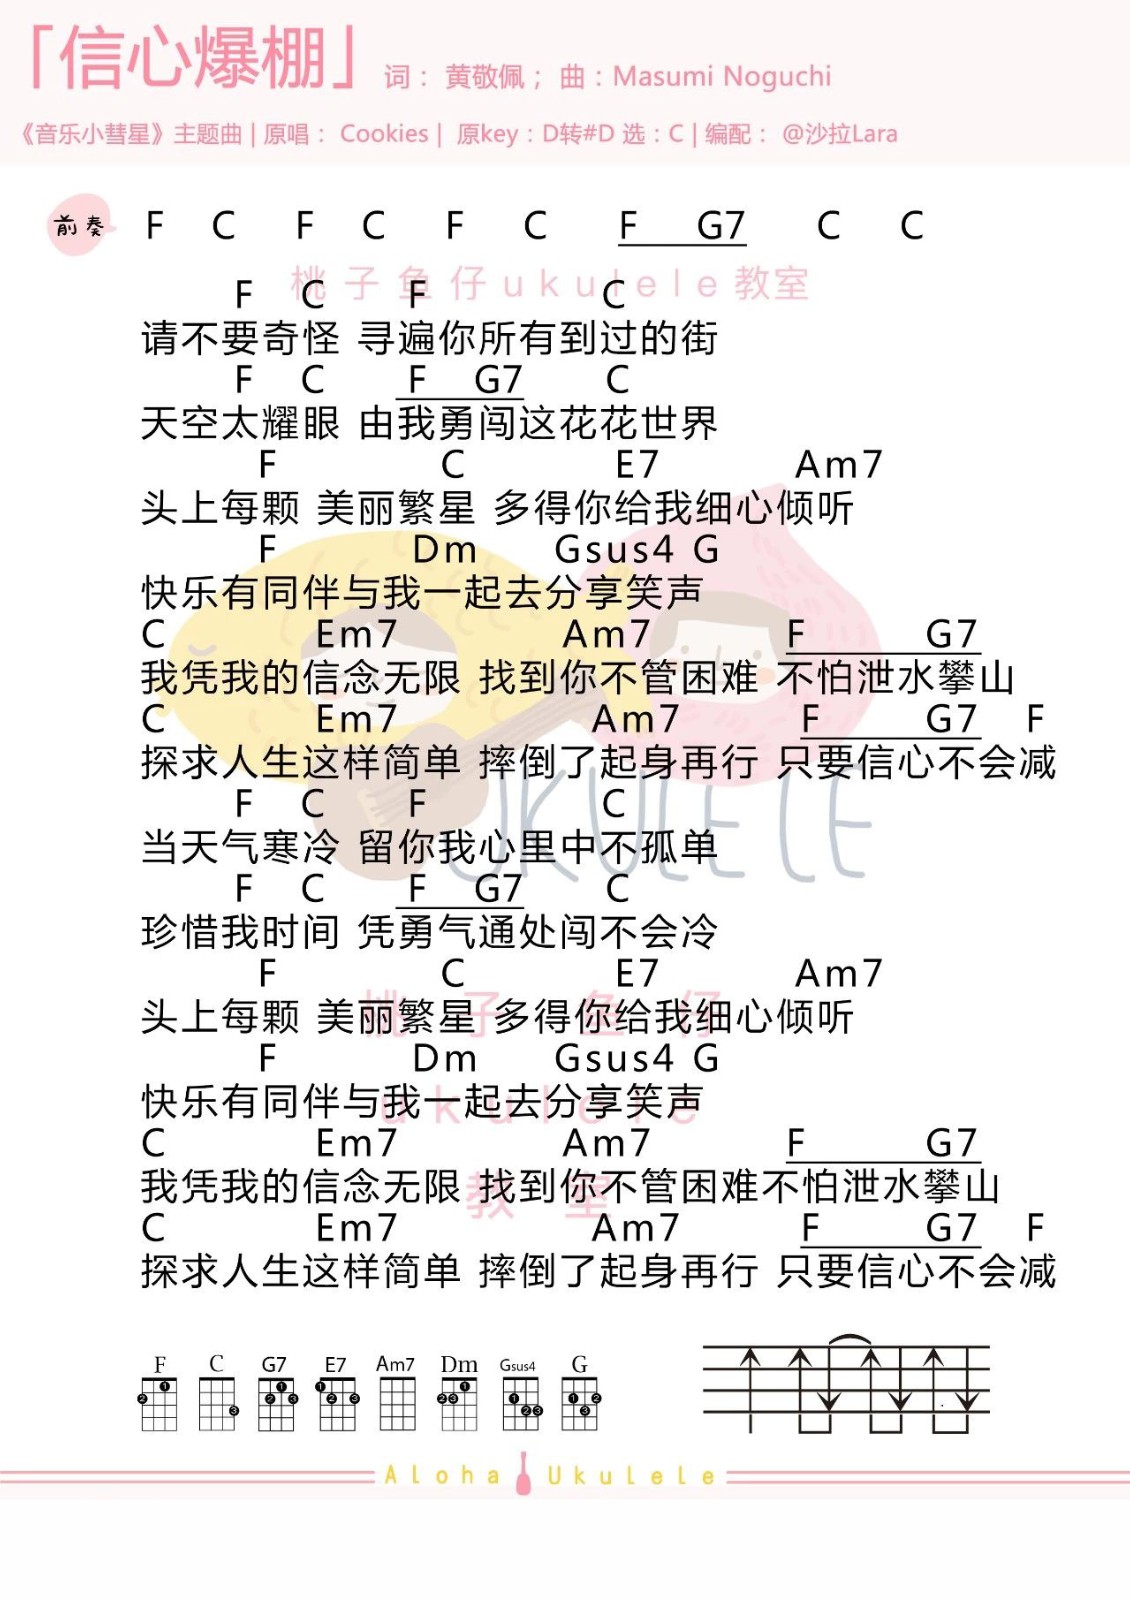 「信心爆棚」 词： 黄敬佩； 曲：Masumi Noguchi
《音乐小彗星》主题曲 | 原唱： Cookies | 原key：D转#D 选：C | 编配： @沙拉Lara
前奏 F C F C F C F G7 C C
桃子鱼仔ukulele教室
F C F C
请不要奇怪 寻遍你所有到过的街
F C F G7 C
天空太耀眼 由我勇闯这花花世界
F C E7 Am7
头上每颗 美丽繁星 多得你给我细心倾听
F Dm Gsus4 G
快乐有同伴与我一起去分享笑声
C Em7 Am7 F G7
我凭我的信念无限 找到你不管困难 不怕泄水攀山
C Em7 Am7 F G7 F
探求人生这样简单 摔倒了起身再行 只要信心不会减
UKULELE
F C F C
当天气寒冷 留你我心里中不孤单
F C F G7 C
珍惜我时间 凭勇气通处闯不会冷
F C E7 Am7
桃子鱼仔
头上每颗 美丽繁星 多得你给我细心倾听
F Dm Gsus4 G
ukulele
快乐有同伴与我一起去分享笑声
C Em7 Am7 F G7
教室
我凭我的信念无限 找到你不管困难不怕泄水攀山
C Em7 Am7 F G7 F
探求人生这样简单 摔倒了起身再行 只要信心不会减
F C G7 E7 Am7 Dm Gsus4 G
Aloha Ukulele